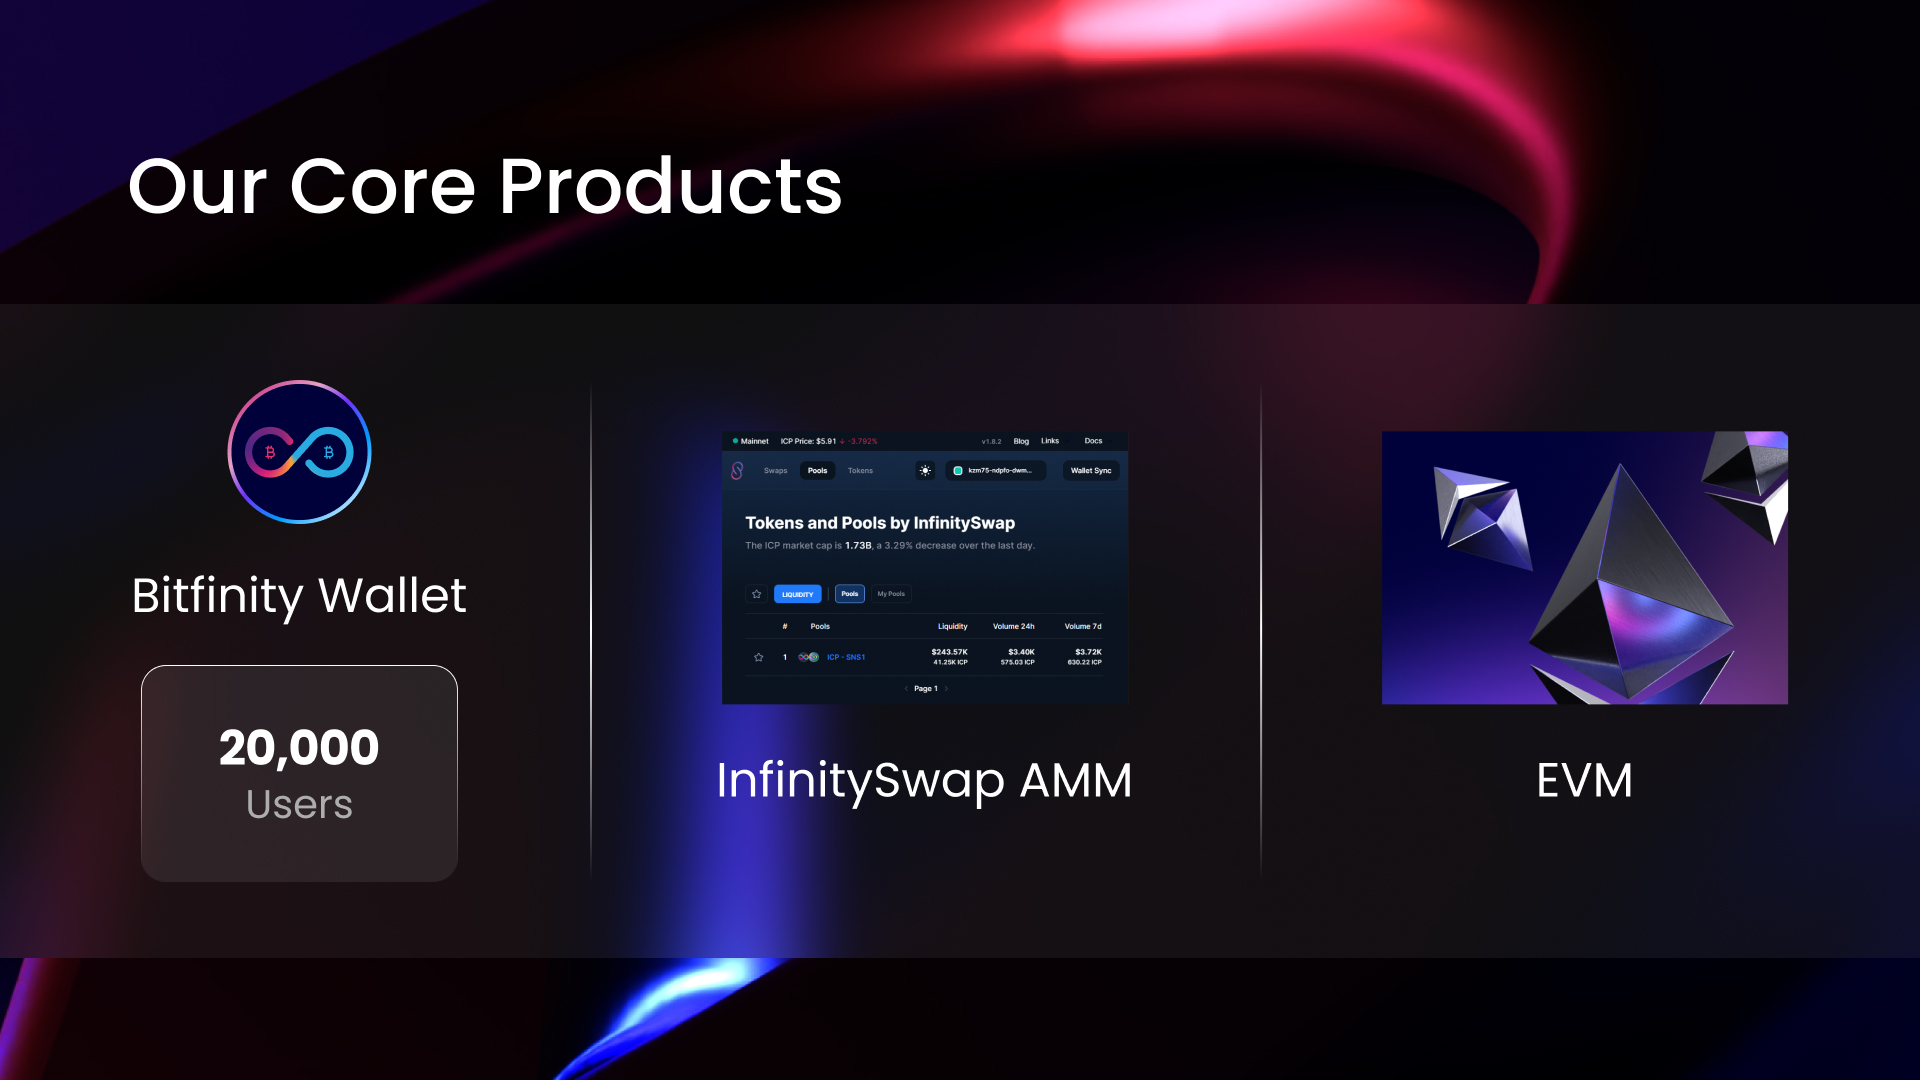 Our Core Products
Bitfinity Wallet
20,000
Users
Mainnet ICP Price: $5.91 ↓ -3.792% v1.8.2 Blog Links Docs
Swaps Pools Tokens kzm75-ndpfo-dwm... Wallet Sync
Tokens and Pools by InfinitySwap
The ICP market cap is 1.73B, a 3.29% decrease over the last day.
LIQUIDITY Pools My Pools
# Pools Liquidity Volume 24h Volume 7d
1 ICP - SNS1 $243.57K $3.40K $3.72K
41.25K ICP 575.03 ICP 630.22 ICP
Page 1
InfinitySwap AMM
EVM